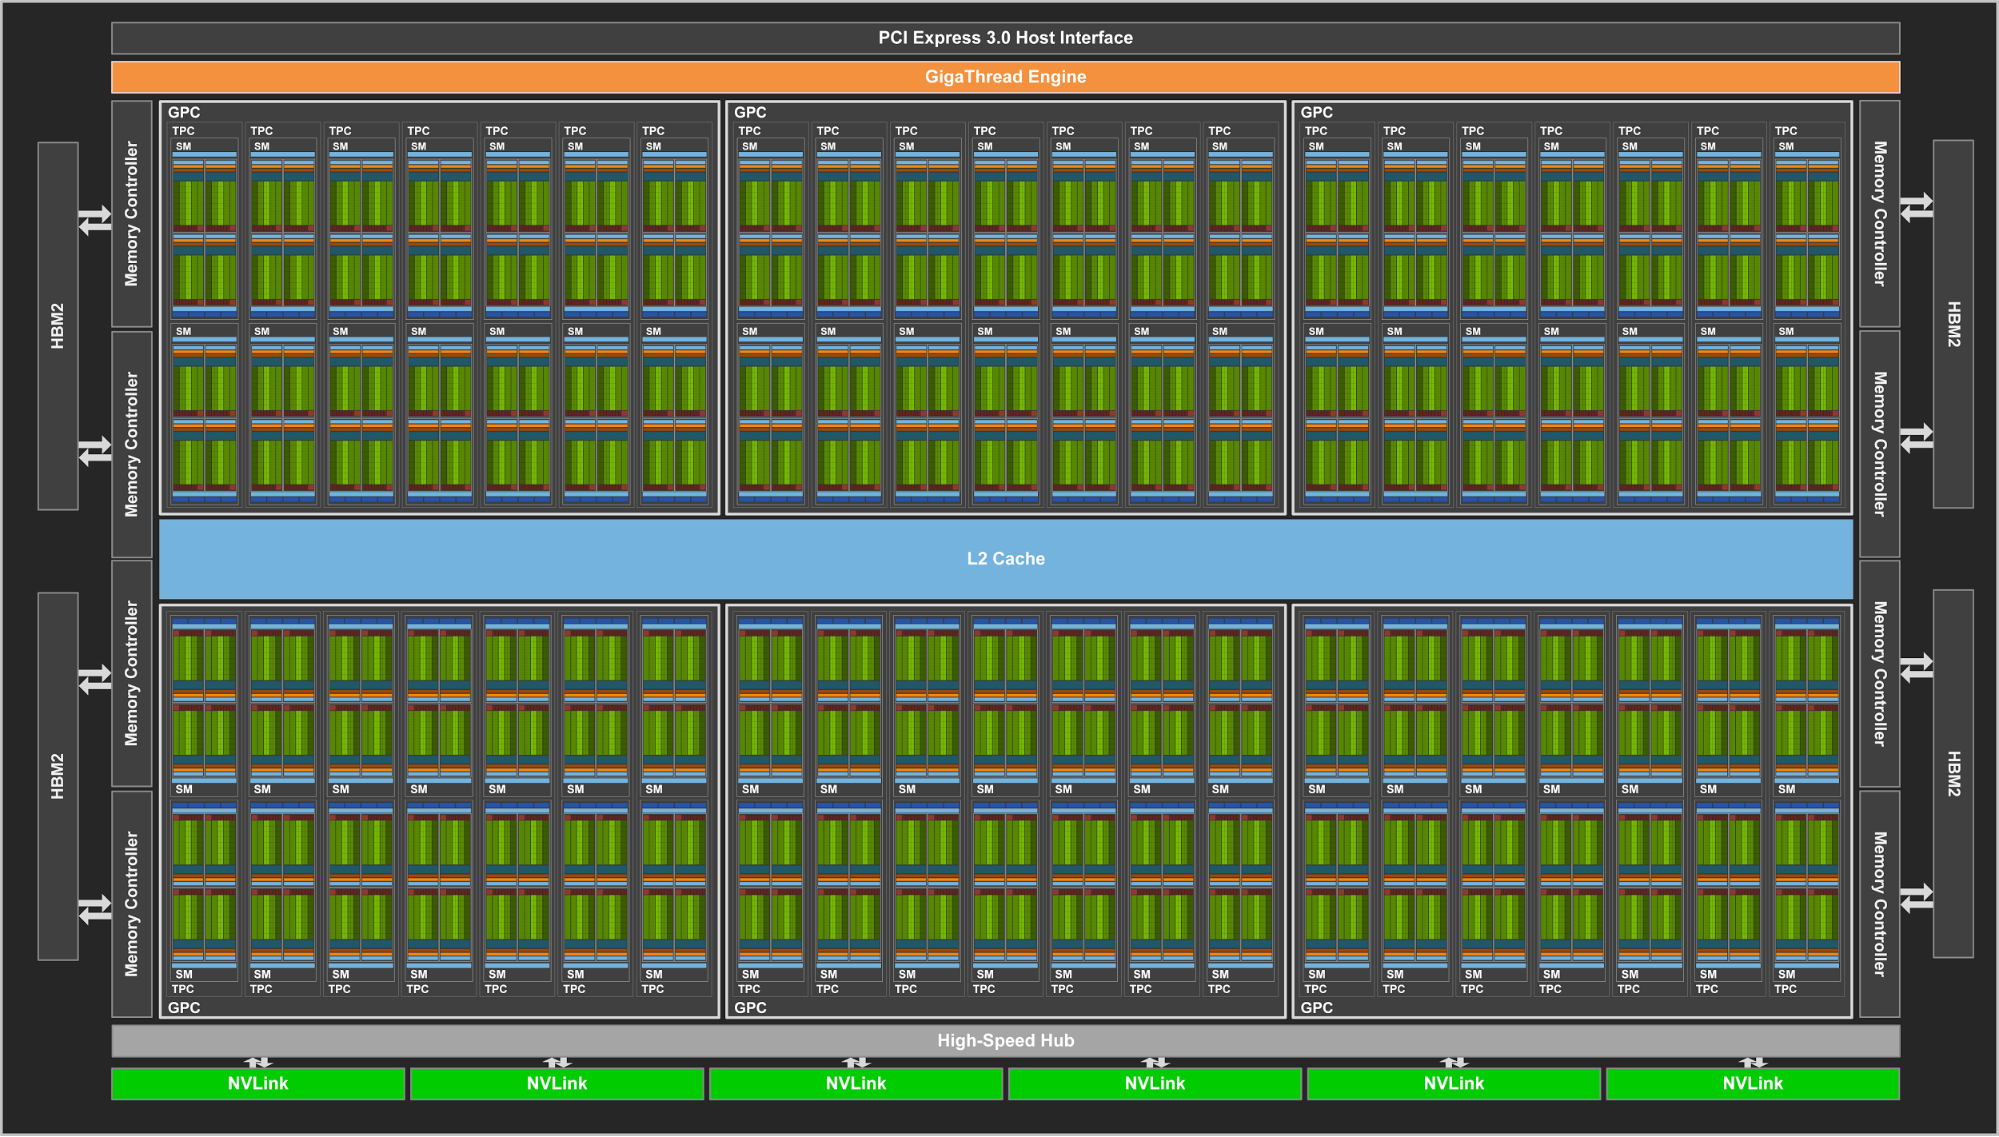 PCI Express 3.0 Host Interface
GigaThread Engine
GPC GPC GPC
TPC TPC TPC TPC TPC TPC TPC TPC TPC TPC TPC TPC TPC TPC TPC TPC TPC TPC TPC TPC TPC
SM SM SM SM SM SM SM SM SM SM SM SM SM SM SM SM SM SM SM SM SM
Memory Controller
Memory Controller
HBM2
HBM2
SM SM SM SM SM SM SM SM SM SM SM SM SM SM SM SM SM SM SM SM SM
Memory Controller
Memory Controller
L2 Cache
Memory Controller
Memory Controller
HBM2
HBM2
SM SM SM SM SM SM SM SM SM SM SM SM SM SM SM SM SM SM SM SM SM
Memory Controller
Memory Controller
SM SM SM SM SM SM SM SM SM SM SM SM SM SM SM SM SM SM SM SM SM
TPC TPC TPC TPC TPC TPC TPC TPC TPC TPC TPC TPC TPC TPC TPC TPC TPC TPC TPC TPC TPC
GPC GPC GPC
High-Speed Hub
NVLink NVLink NVLink NVLink NVLink NVLink